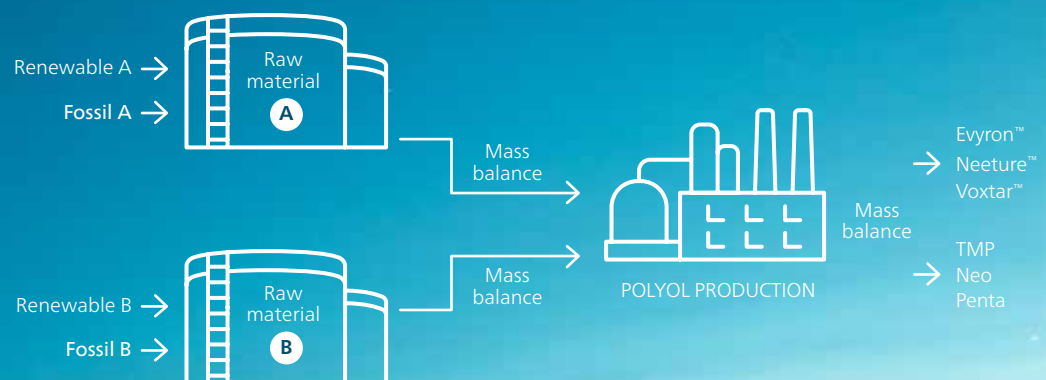 Renewable A
Fossil A
Raw
material
A
Mass
balance
Renewable B
Fossil B
Raw
material
B
Mass
balance
POLYOL PRODUCTION
Mass
balance
Evyron™
Neeture™
Voxtar™
TMP
Neo
Penta